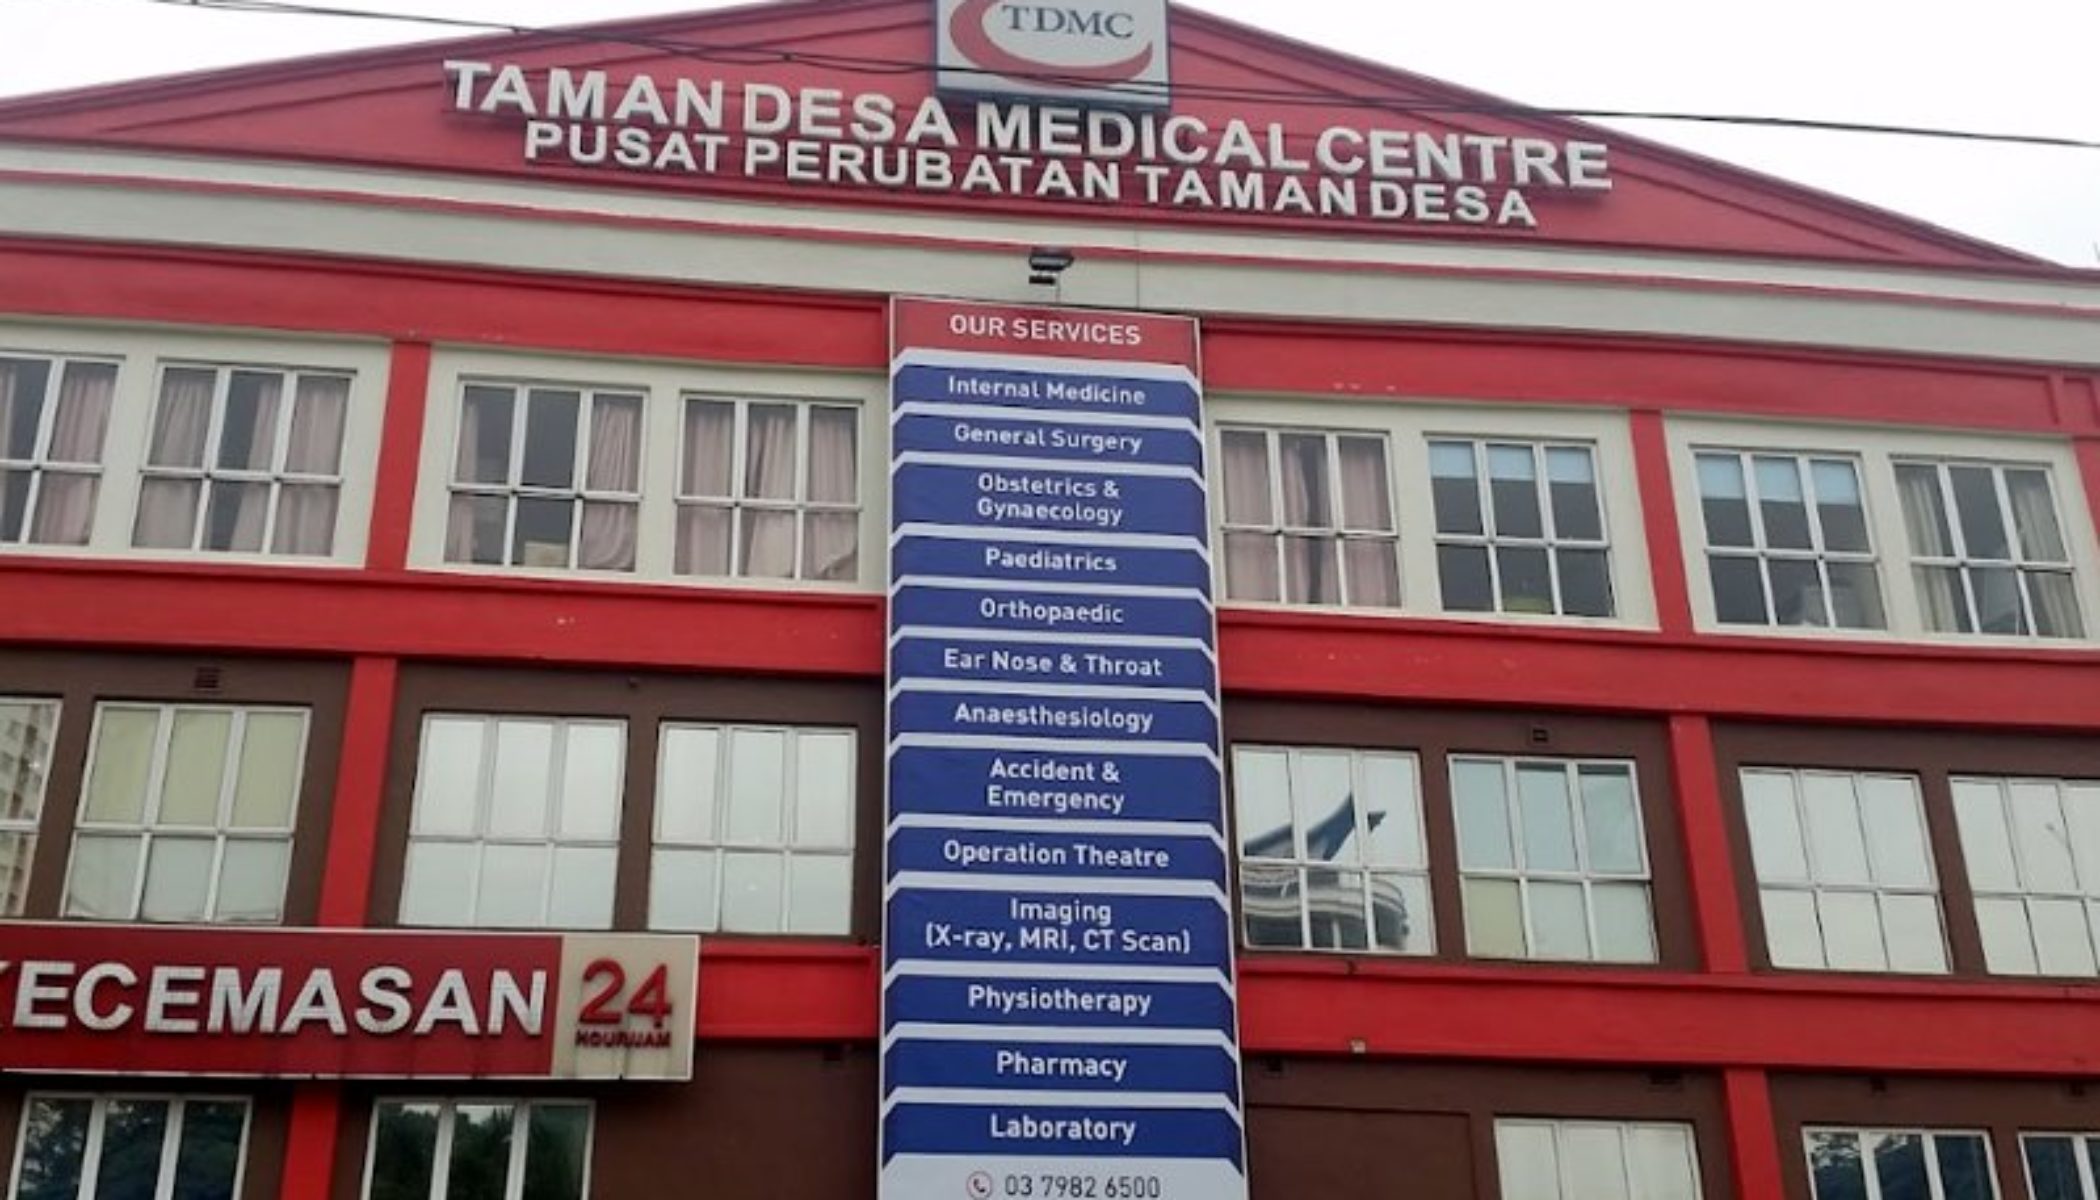 TDMC
TAMAN DESA MEDICAL CENTRE
PUSAT PERUBATAN TAMAN DESA
OUR SERVICES
Internal Medicine
General Surgery
Obstetrics &
Gynaecology
Paediatrics
Orthopaedic
Ear Nose & Throat
Anaesthesiology
Accident &
Emergency
Operation Theatre
Imaging
(X-ray, MRI, CT Scan)
Physiotherapy
Pharmacy
Laboratory
03 7982 6500
KECEMASAN
24
HOUR/JAM